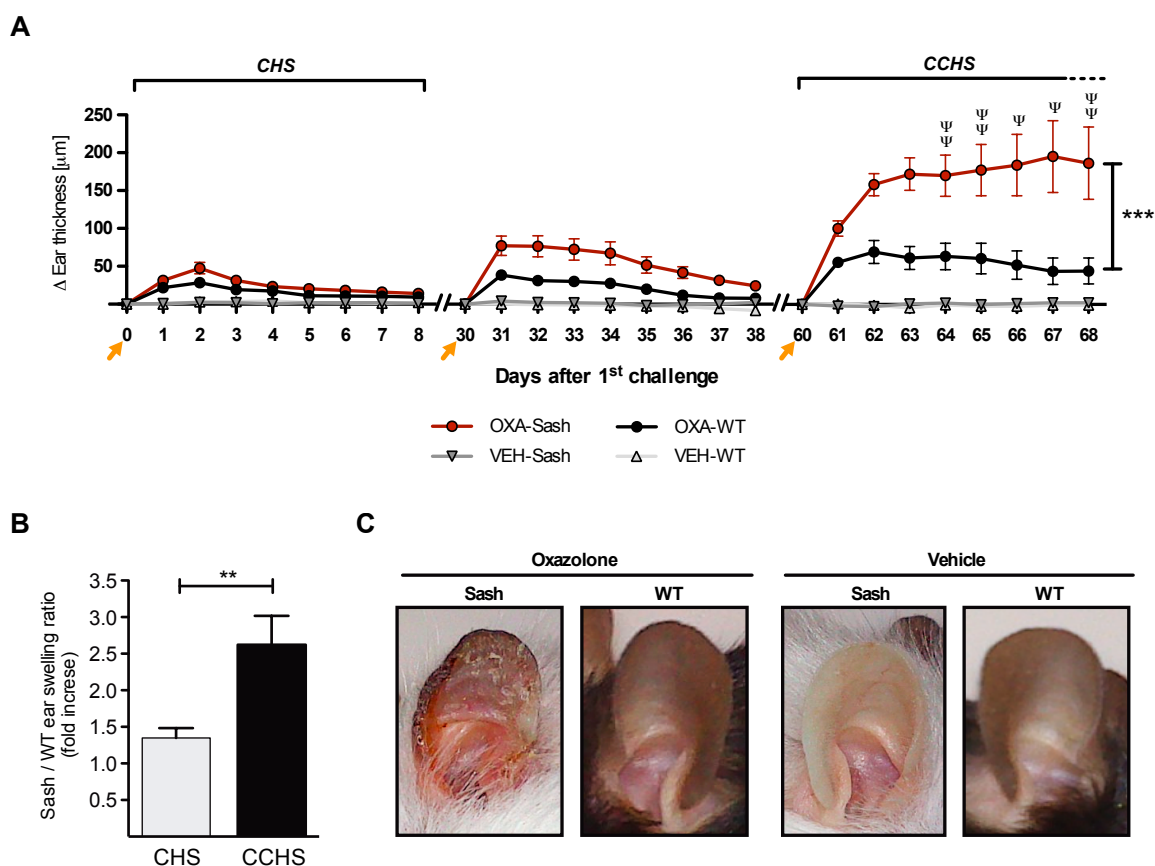 A
CHS
CCHS
Δ Ear thickness [μm]
250
200
150
100
50
Ψ Ψ Ψ Ψ Ψ
Ψ Ψ Ψ
***
0 1 2 3 4 5 6 7 8 30 31 32 33 34 35 36 37 38 60 61 62 63 64 65 66 67 68
Days after 1st challenge
OXA-Sash OXA-WT
VEH-Sash VEH-WT
B
Sash / WT ear swelling ratio
(fold increse)
3.5
3.0
2.5
2.0
1.5
1.0
0.5
**
CHS CCHS
C
Oxazolone Vehicle
Sash WT Sash WT